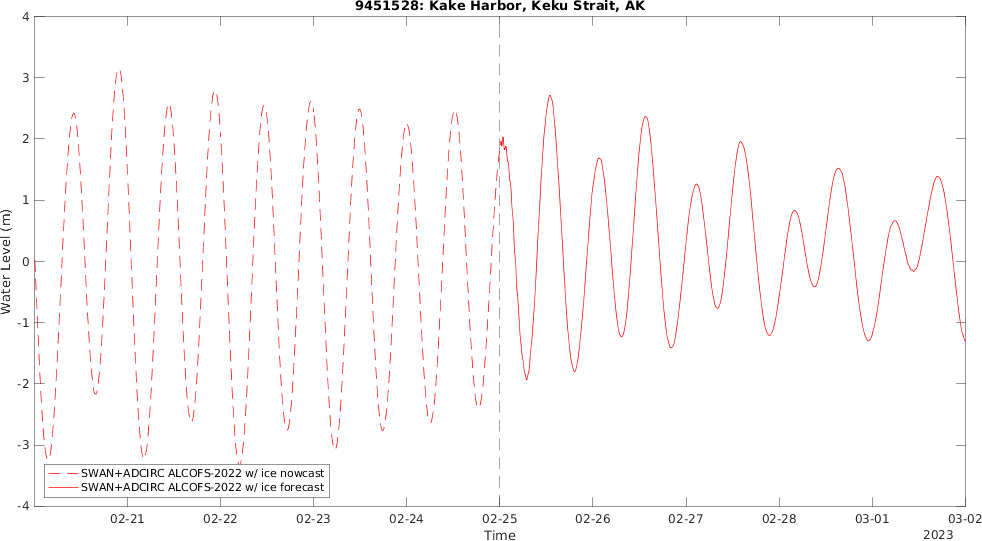 9451528: Kake Harbor, Keku Strait, AK
4
3
2
1
0
-1
-2
-3
-4
Water Level (m)
SWAN+ADCIRC ALCOFS-2022 w/ ice nowcast
SWAN+ADCIRC ALCOFS-2022 w/ ice forecast
02-21 02-22 02-23 02-24 02-25 02-26 02-27 02-28 03-01 03-02
Time
2023